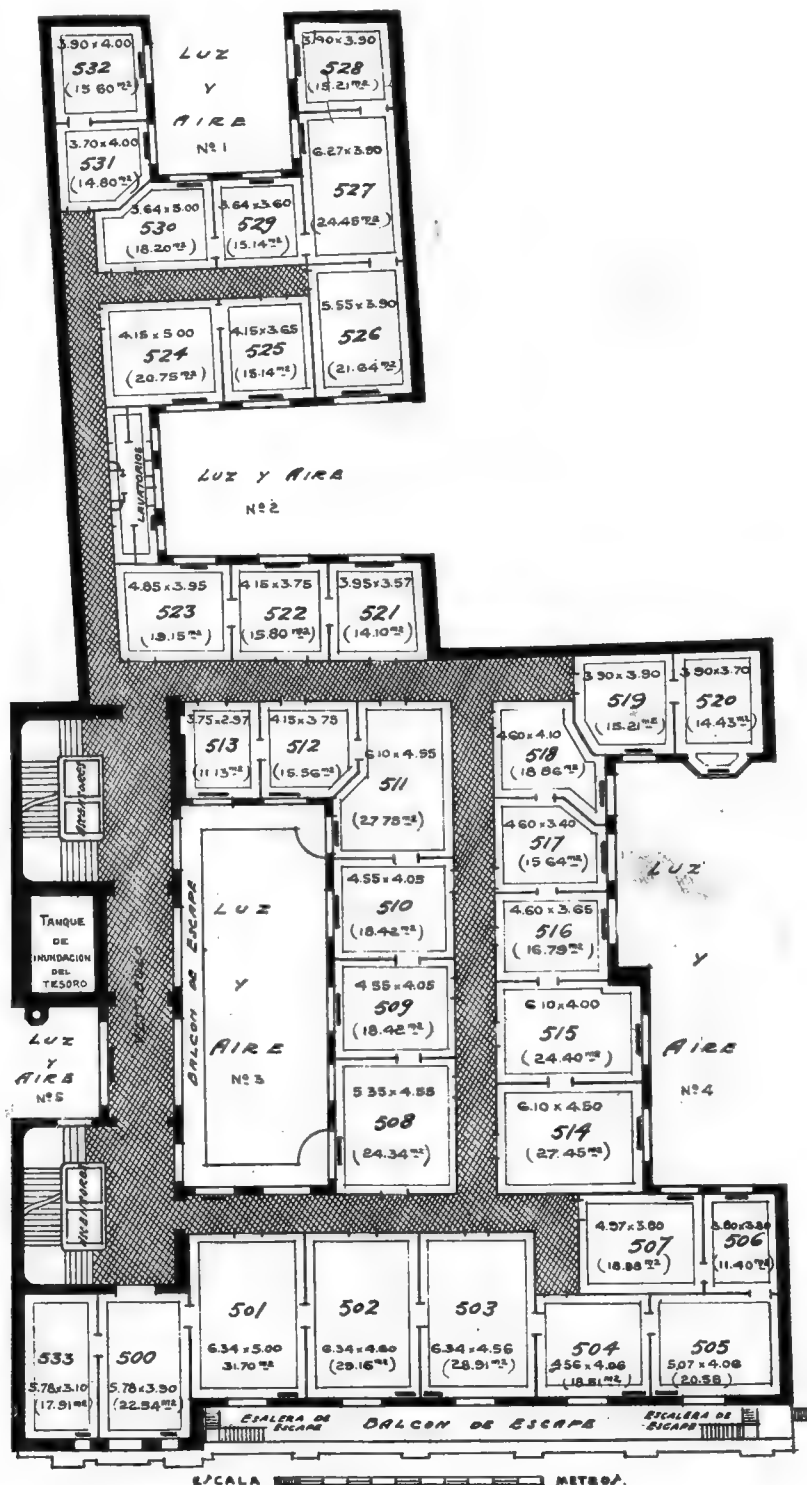 3.90 x 4.00
532
(15.60 m2)
LUZ
Y
AIRE
Nº 1
3.90 x 3.90
528
(15.21 m2)
3.70 x 4.00
531
(14.80 m2)
6.27 x 3.90
527
(24.45 m2)
3.64 x 5.00
530
(18.20 m2)
3.64 x 3.60
529
(15.14 m2)
4.15 x 5.00
524
(20.75 m2)
4.15 x 3.65
525
(15.14 m2)
5.55 x 3.90
526
(21.64 m2)
LAVATORIOS
LUZ Y AIRE
Nº 2
4.85 x 3.95
523
(19.15 m2)
4.15 x 3.75
522
(15.80 m2)
3.95 x 3.57
521
(14.10 m2)
3.90 x 3.90
519
(15.21 m2)
3.90 x 3.70
520
(14.43 m2)
3.75 x 2.97
513
(11.13 m2)
4.15 x 3.75
512
(15.56 m2)
6.10 x 4.55
511
(27.75 m2)
4.60 x 4.10
518
(18.86 m2)
4.60 x 3.40
517
(15.64 m2)
4.55 x 4.05
510
(18.42 m2)
4.60 x 3.65
516
(16.79 m2)
4.55 x 4.05
509
(18.42 m2)
6.10 x 4.00
515
(24.40 m2)
5.35 x 4.55
508
(24.34 m2)
6.10 x 4.50
514
(27.45 m2)
LUZ
Y
AIRE
Nº 4
BALCON DE ESCAPE
LUZ
Y
AIRE
Nº 3
TANQUE
DE
INUNDACION
DEL
TESORO
VESTIBULO
LUZ
Y
AIRE
Nº 5
4.97 x 3.80
507
(18.88 m2)
506
(11.40 m2)
501
6.34 x 5.00
31.70 m2
502
6.34 x 4.60
(29.16 m2)
503
6.34 x 4.56
(28.91 m2)
504
4.56 x 4.06
(18.51 m2)
505
5.07 x 4.06
(20.58)
533
5.78 x 3.10
(17.91 m2)
500
5.78 x 3.90
(22.54 m2)
ESCALERA DE
ESCAPE
BALCON DE ESCAPE
ESCALERA DE
ESCAPE
ESCALA METROS.